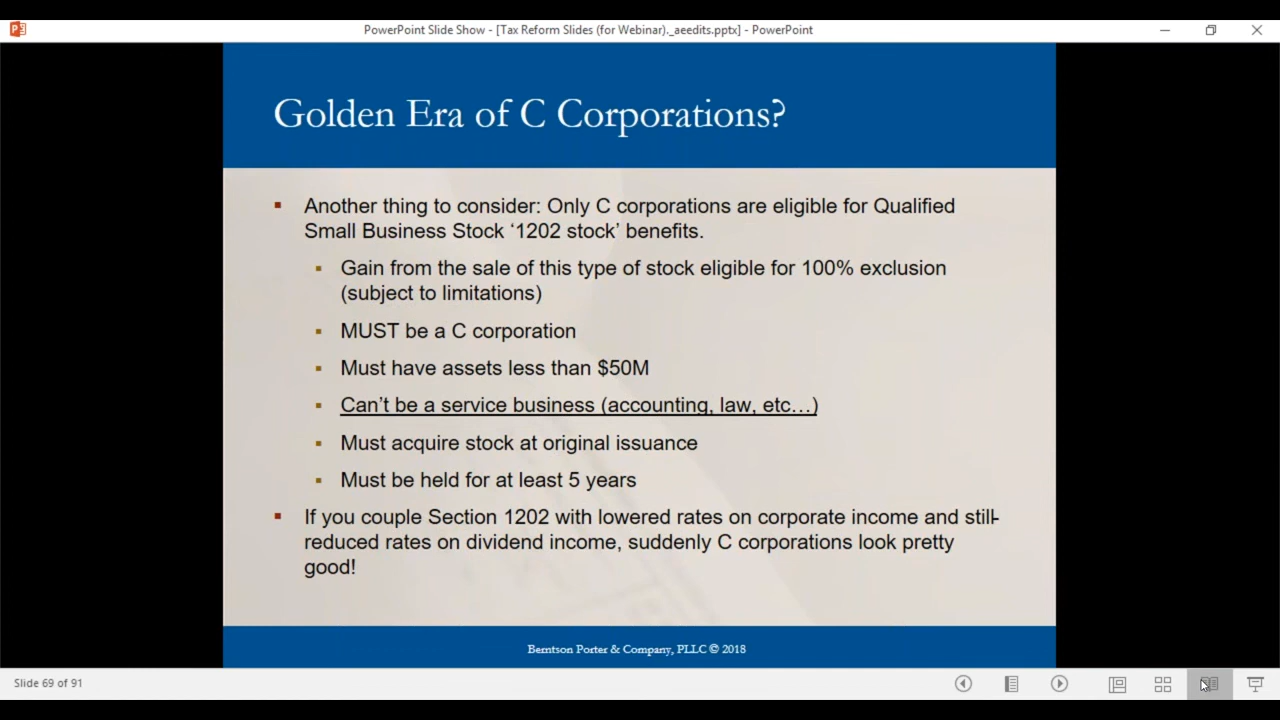 PowerPoint Slide Show - [Tax Reform Slides (for Webinar)._aeedits.pptx] - PowerPoint
Golden Era of C Corporations?
Another thing to consider: Only C corporations are eligible for Qualified
Small Business Stock ‘1202 stock’ benefits.
Gain from the sale of this type of stock eligible for 100% exclusion
(subject to limitations)
MUST be a C corporation
Must have assets less than $50M
Can’t be a service business (accounting, law, etc…)
Must acquire stock at original issuance
Must be held for at least 5 years
If you couple Section 1202 with lowered rates on corporate income and still-
reduced rates on dividend income, suddenly C corporations look pretty
good!
Berntson Porter & Company, PLLC © 2018
Slide 69 of 91